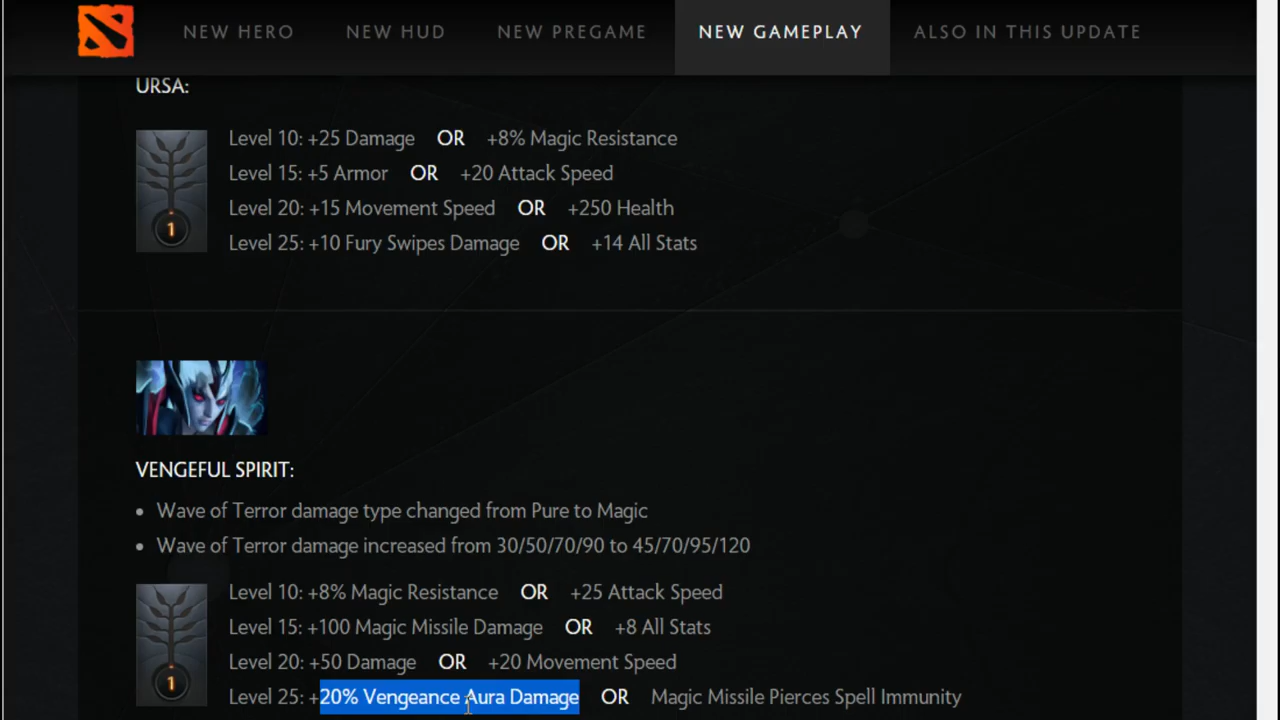 NEW HERO NEW HUD NEW PREGAME NEW GAMEPLAY ALSO IN THIS UPDATE
URSA:
Level 10: +25 Damage OR +8% Magic Resistance
Level 15: +5 Armor OR +20 Attack Speed
Level 20: +15 Movement Speed OR +250 Health
1
Level 25: +10 Fury Swipes Damage OR +14 All Stats
VENGEFUL SPIRIT:
• Wave of Terror damage type changed from Pure to Magic
• Wave of Terror damage increased from 30/50/70/90 to 45/70/95/120
Level 10: +8% Magic Resistance OR +25 Attack Speed
Level 15: +100 Magic Missile Damage OR +8 All Stats
Level 20: +50 Damage OR +20 Movement Speed
1
Level 25: +20% Vengeance Aura Damage OR Magic Missile Pierces Spell Immunity